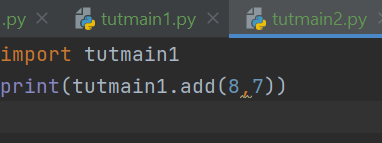 .py tutmain1.py tutmain2.py
import tutmain1
print(tutmain1.add(8,7))